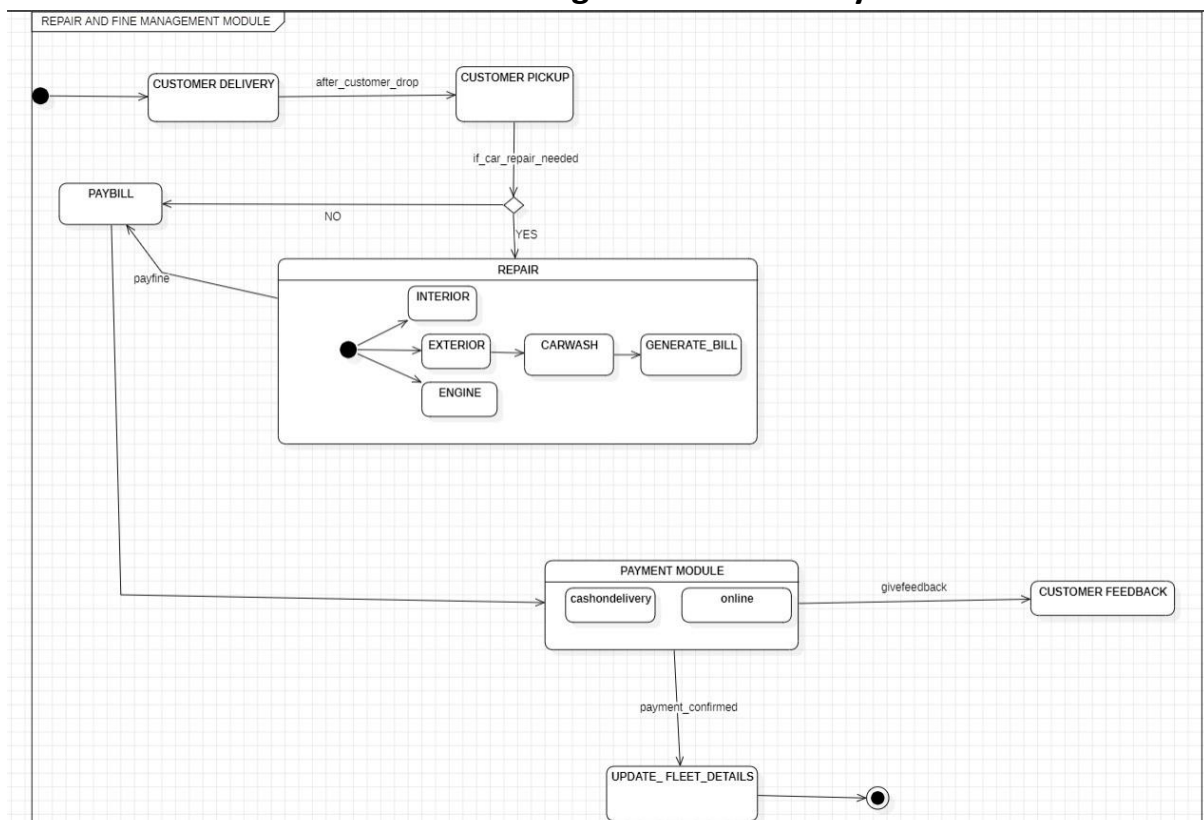 REPAIR AND FINE MANAGEMENT MODULE
CUSTOMER DELIVERY
after_customer_drop
CUSTOMER PICKUP
if_car_repair_needed
PAYBILL
NO
YES
payfine
REPAIR
INTERIOR
EXTERIOR
CARWASH
GENERATE_BILL
ENGINE
PAYMENT MODULE
cashondelivery
online
givefeedback
CUSTOMER FEEDBACK
payment_confirmed
UPDATE_ FLEET_DETAILS